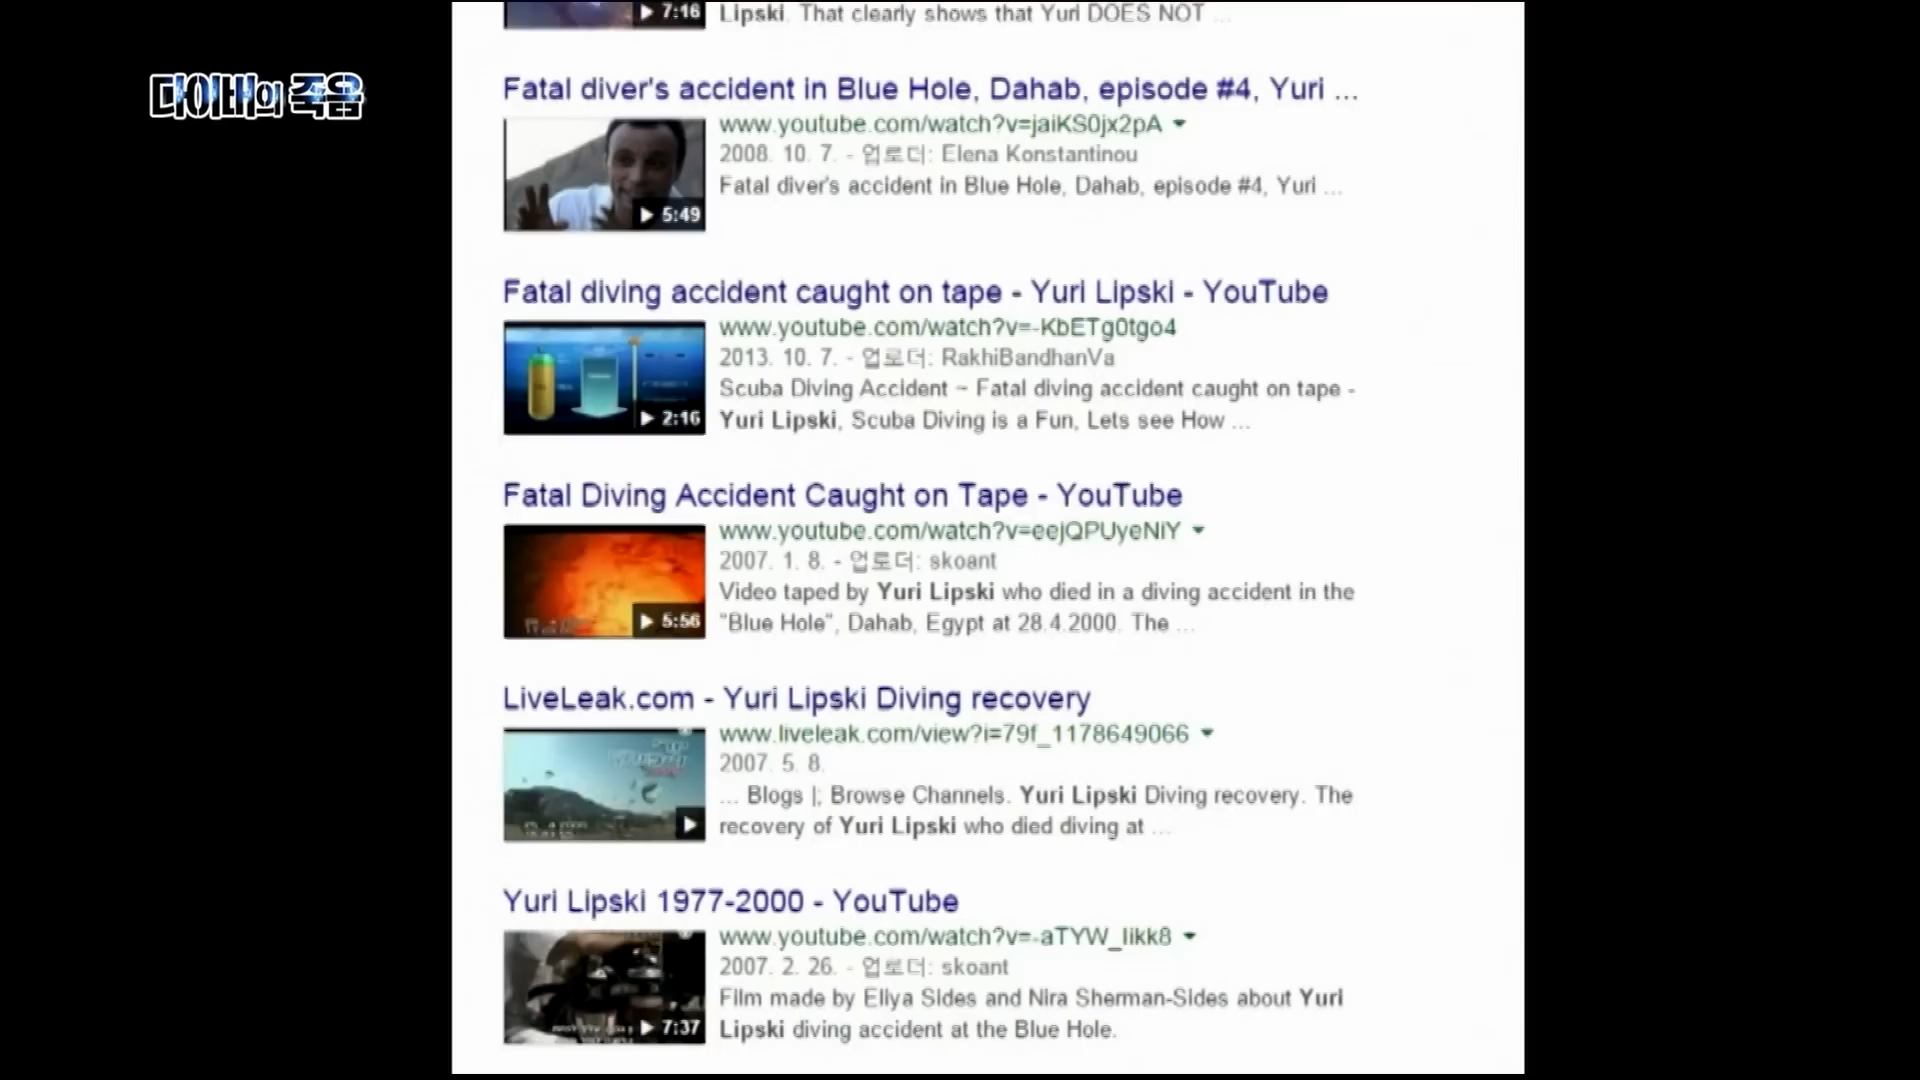 다이버의 죽음
7:16
Lipski. That clearly shows that Yuri DOES NOT ...
Fatal diver's accident in Blue Hole, Dahab, episode #4, Yuri ...
www.youtube.com/watch?v=jaiKS0jx2pA
2008. 10. 7. - 업로더: Elena Konstantinou
Fatal diver's accident in Blue Hole, Dahab, episode #4, Yuri ...
5:49
Fatal diving accident caught on tape - Yuri Lipski - YouTube
www.youtube.com/watch?v=-KbETg0tgo4
2013. 10. 7. - 업로더: RakhiBandhanVa
Scuba Diving Accident ~ Fatal diving accident caught on tape -
Yuri Lipski, Scuba Diving is a Fun, Lets see How ...
2:16
Fatal Diving Accident Caught on Tape - YouTube
www.youtube.com/watch?v=eejQPUyeNiY
2007. 1. 8. - 업로더: skoant
Video taped by Yuri Lipski who died in a diving accident in the
5:56
"Blue Hole", Dahab, Egypt at 28.4.2000. The ...
LiveLeak.com - Yuri Lipski Diving recovery
www.liveleak.com/view?i=79f_1178649066
2007. 5. 8.
... Blogs |; Browse Channels. Yuri Lipski Diving recovery. The
recovery of Yuri Lipski who died diving at ...
Yuri Lipski 1977-2000 - YouTube
www.youtube.com/watch?v=-aTYW_Iikk8
2007. 2. 26. - 업로더: skoant
Film made by Ellya Sides and Nira Sherman-Sides about Yuri
7:37
Lipski diving accident at the Blue Hole.